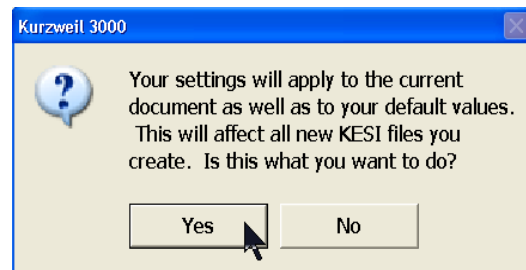 Kurzweil 3000
Your settings will apply to the current
document as well as to your default values.
This will affect all new KESI files you
create.  Is this what you want to do?
Yes
No